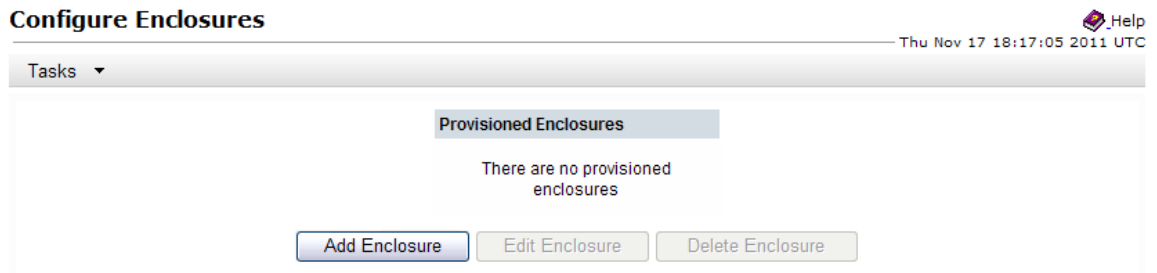 Configure Enclosures
Help
Thu Nov 17 18:17:05 2011 UTC
Tasks
Provisioned Enclosures
There are no provisioned
enclosures
Add Enclosure
Edit Enclosure
Delete Enclosure